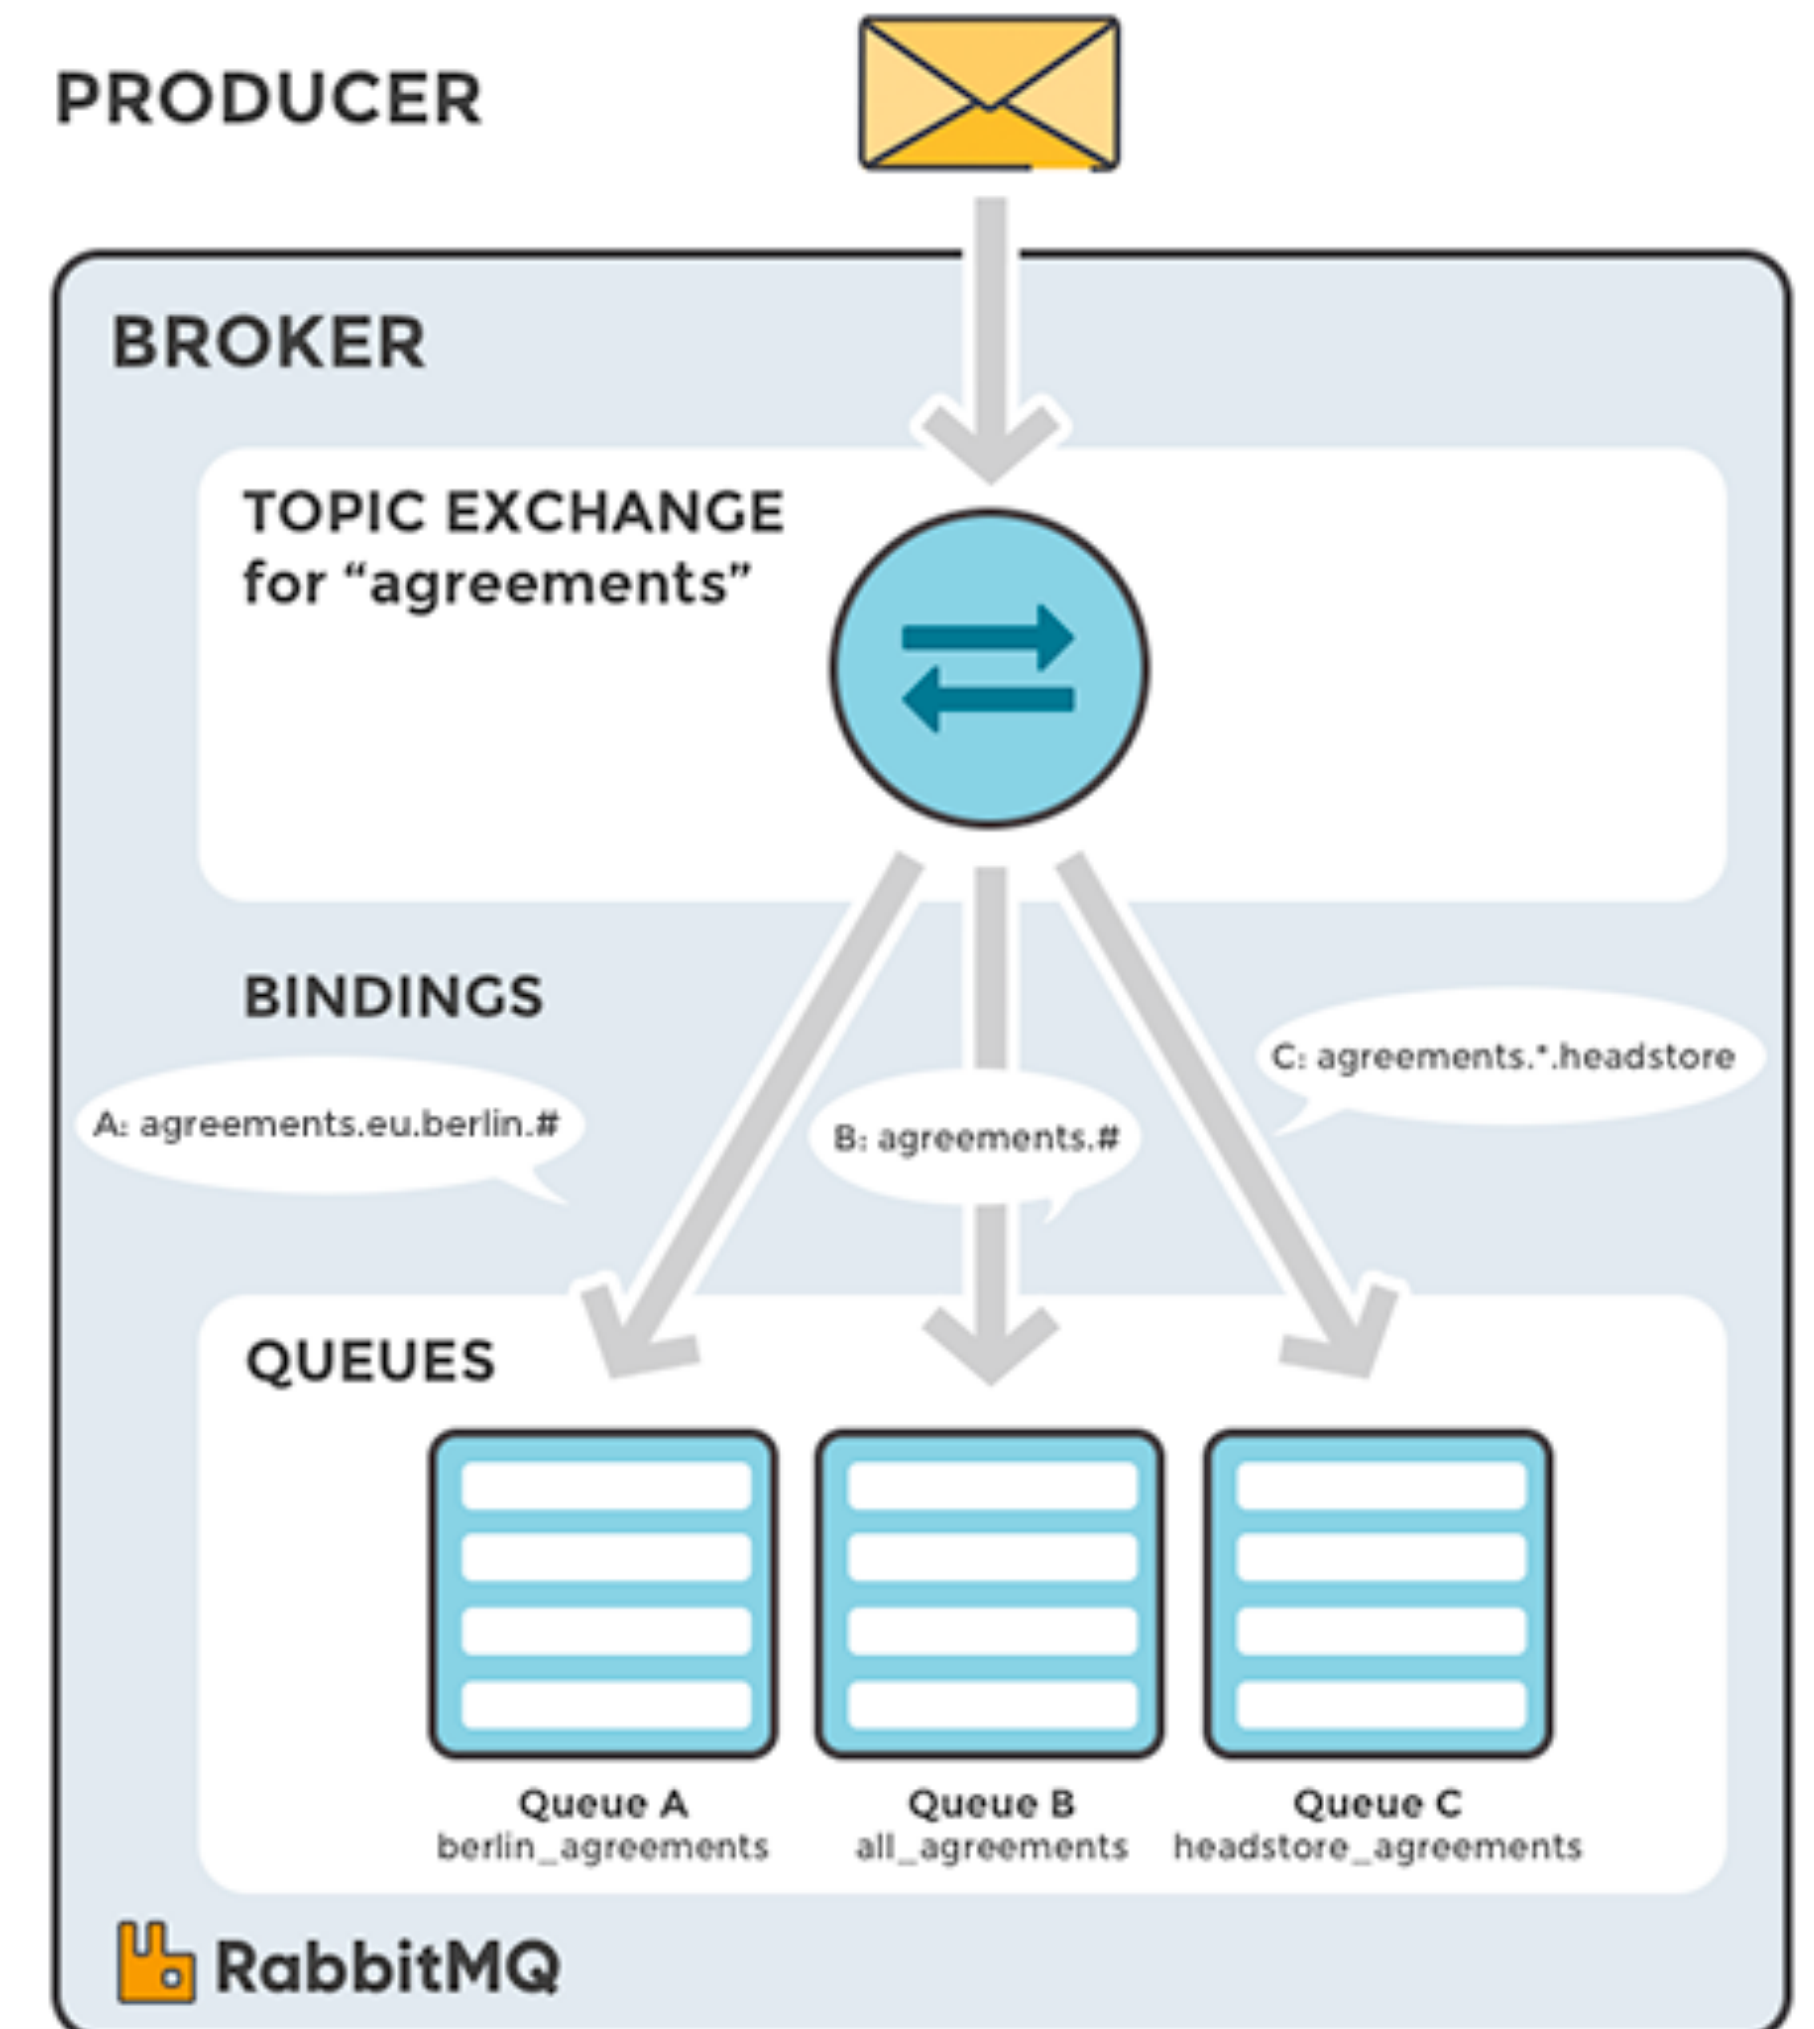 PRODUCER
BROKER
TOPIC EXCHANGE
for “agreements”
BINDINGS
A: agreements.eu.berlin.#
B: agreements.#
C: agreements.*.headstore
QUEUES
Queue A
berlin_agreements
Queue B
all_agreements
Queue C
headstore_agreements
RabbitMQ